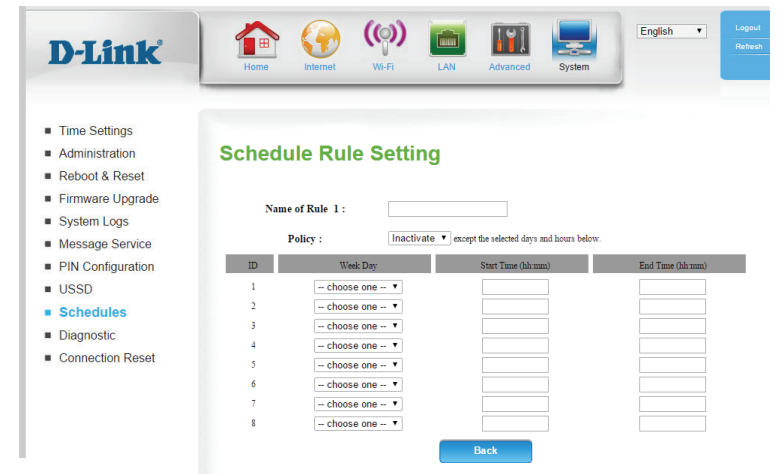 D-Link
Home
Internet
Wi-Fi
LAN
Advanced
System
English
Logout
Refresh
Time Settings
Administration
Reboot & Reset
Firmware Upgrade
System Logs
Message Service
PIN Configuration
USSD
Schedules
Diagnostic
Connection Reset
Schedule Rule Setting
Name of Rule 1 :
Policy : Inactivate except the selected days and hours below.
ID Week Day Start Time (hh:mm) End Time (hh:mm)
1 -- choose one --
2 -- choose one --
3 -- choose one --
4 -- choose one --
5 -- choose one --
6 -- choose one --
7 -- choose one --
8 -- choose one --
Back